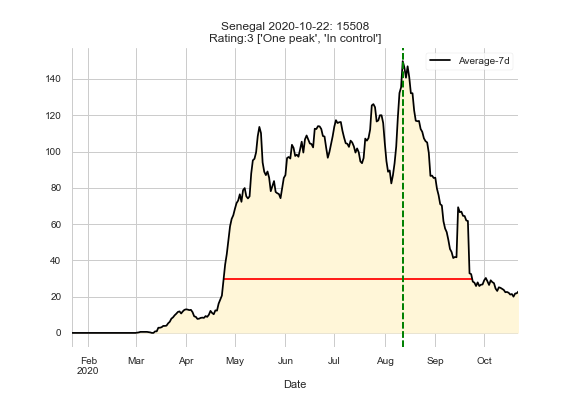 Senegal 2020-10-22: 15508
Rating:3 ['One peak', 'In control']
Average-7d
140
120
100
80
60
40
20
0
Feb Mar Apr May Jun Jul Aug Sep Oct
2020
Date